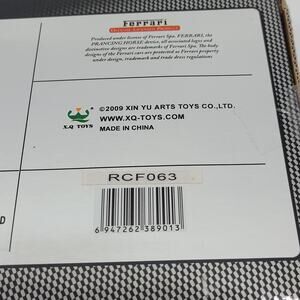 Ferrari
OFFICIAL LICENSED PRODUCT
Produced under license of Ferrari Spa. FERRARI, the
PRANCING HORSE device, all associated logos and
distinctive designs are trademarks of Ferrari Spa. The body
designs of the Ferrari cars are protected as Ferrari property
under design, trademark and trade dress regulations
©2009 XIN YU ARTS TOYS CO.,LTD.
WWW.XQ-TOYS.COM
MADE IN CHINA
X.Q TOYS
RCF063
6 947262 389013
D